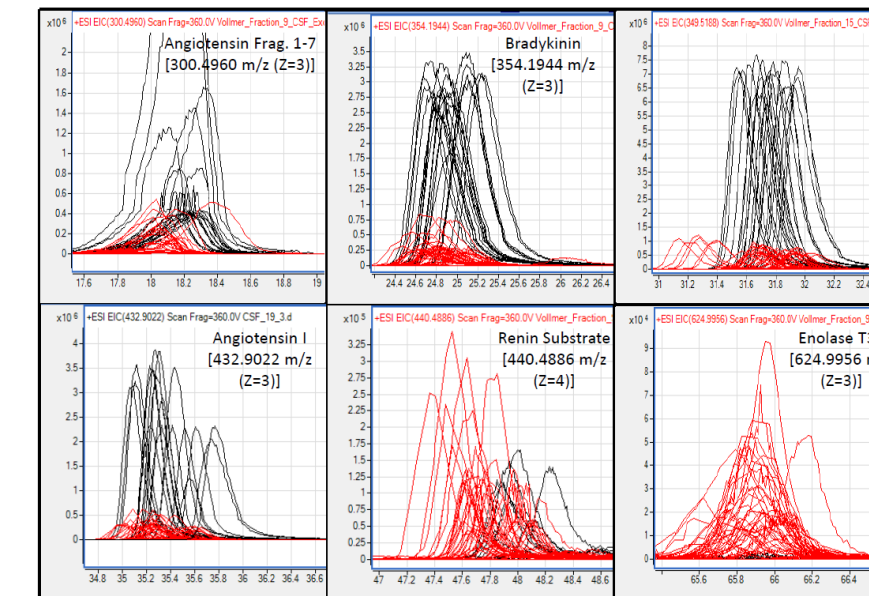 x10 6 +ESI EIC(300.4960) Scan Frag=360.0V Vollmer_Fraction_9_CSF_Exo
Angiotensin Frag. 1-7
[300.4960 m/z (Z=3)]
2
1.8
1.6
1.4
1.2
1
0.8
0.6
0.4
0.2
0
17.6 17.8 18 18.2 18.4 18.6 18.8 19
x10 6 +ESI EIC(354.1944) Scan Frag=360.0V Vollmer_Fraction_9_C
Bradykinin
[354.1944 m/z
(Z=3)]
3.5
3.25
3
2.75
2.5
2.25
2
1.75
1.5
1.25
1
0.75
0.5
0.25
0
24.4 24.6 24.8 25 25.2 25.4 25.6 25.8 26 26.2 26.4
x10 6 +ESI EIC(349.5188) Scan Frag=360.0V Vollmer_Fraction_15_CSF
8
7.5
7
6.5
6
5.5
5
4.5
4
3.5
3
2.5
2
1.5
1
0.5
0
31 31.2 31.4 31.6 31.8 32 32.2 32.4
x10 6 +ESI EIC(432.9022) Scan Frag=360.0V CSF_19_3.d
Angiotensin I
[432.9022 m/z
(Z=3)]
4
3.5
3
2.5
2
1.5
1
0.5
0
34.8 35 35.2 35.4 35.6 35.8 36 36.2 36.4 36.6
x10 5 +ESI EIC(440.4886) Scan Frag=360.0V Vollmer_Fraction_
Renin Substrate
[440.4886 m/z
(Z=4)]
3.5
3.25
3
2.75
2.5
2.25
2
1.75
1.5
1.25
1
0.75
0.5
0.25
0
47 47.2 47.4 47.6 47.8 48 48.2 48.4 48.6
x10 4 +ESI EIC(624.9956) Scan Frag=360.0V Vollmer_Fraction_9
Enolase T3
[624.9956 m
(Z=3)]
9
8
7
6
5
4
3
2
1
0
65.6 65.8 66 66.2 66.4